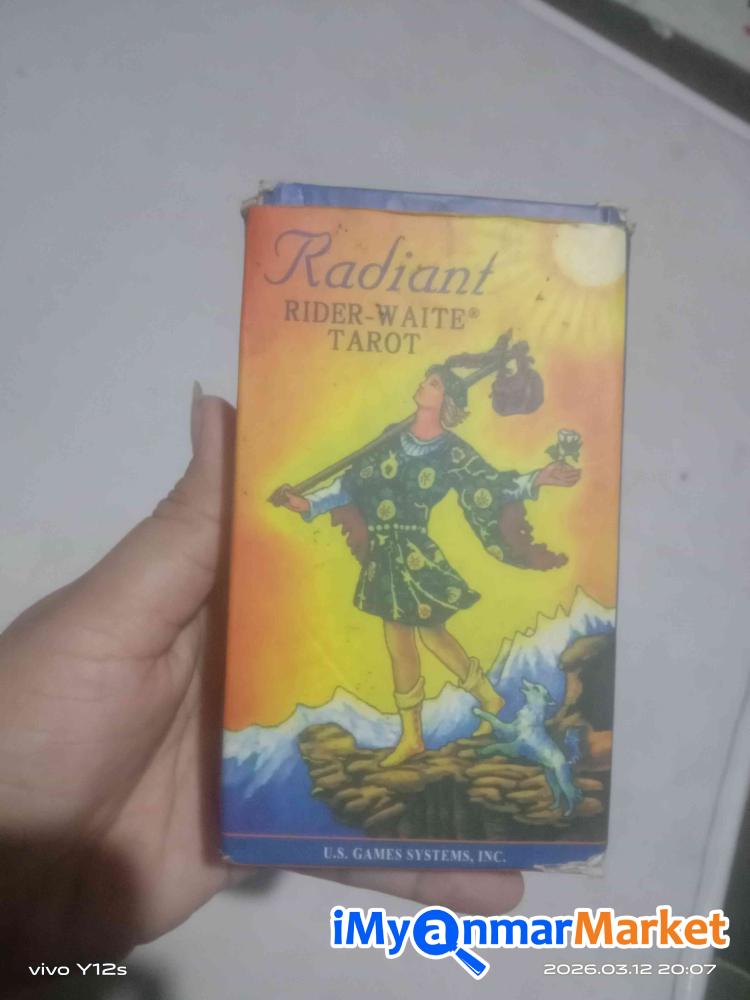 Radiant
RIDER-WAITE®
TAROT
U.S. GAMES SYSTEMS, INC.
iMyanmarMarket
vivo Y12s
2026.03.12 20:07